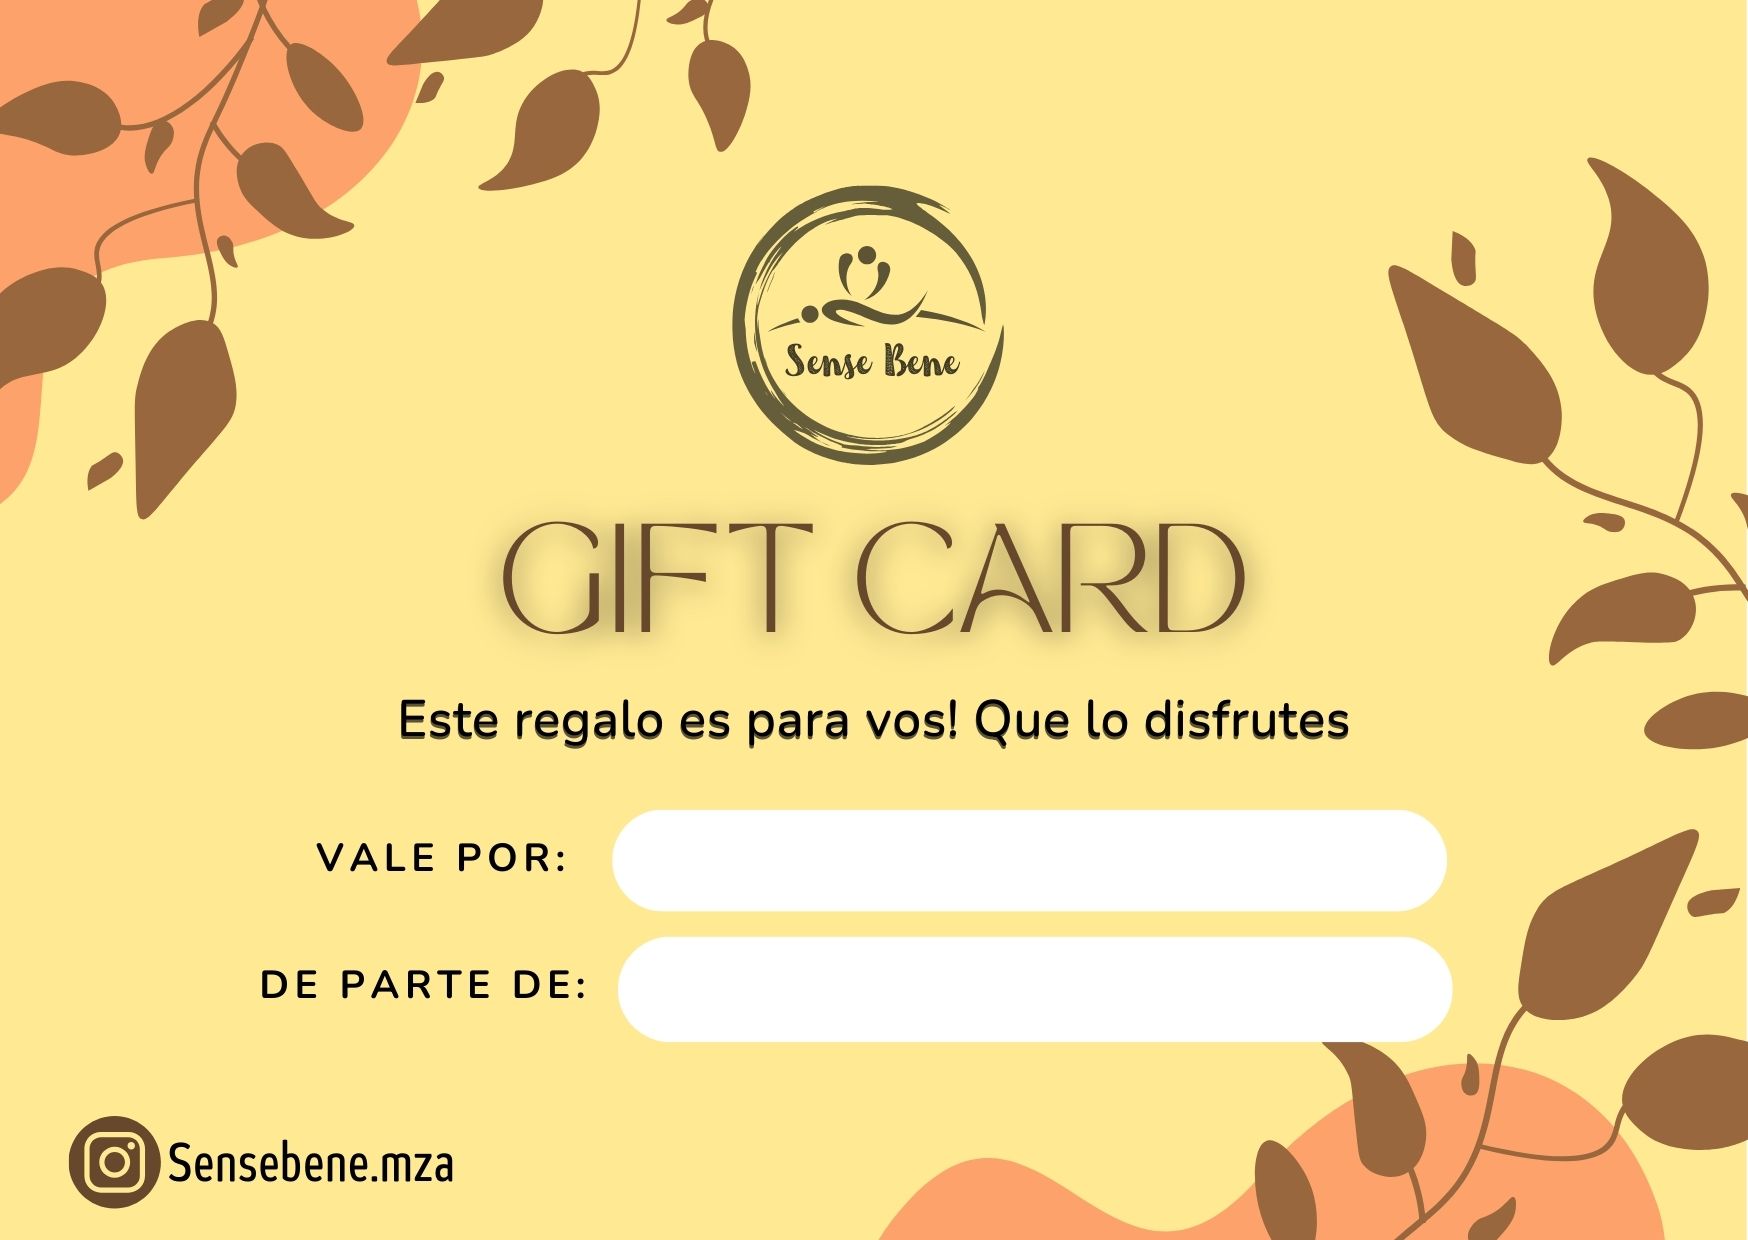 Sense Bene
GIFT CARD
Este regalo es para vos! Que lo disfrutes
VALE POR:
DE PARTE DE:
Sensebene.mza